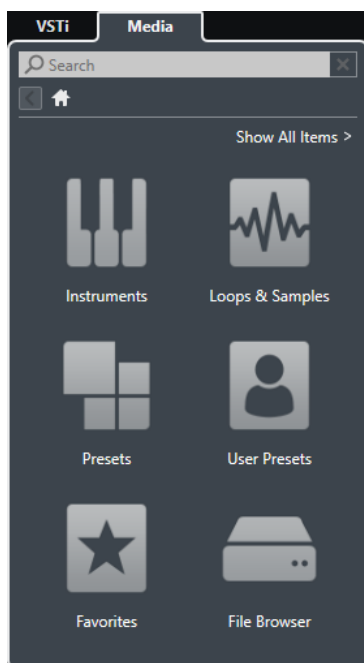 VSTi Media
Search
Show All Items >
Instruments Loops & Samples
Presets User Presets
Favorites File Browser